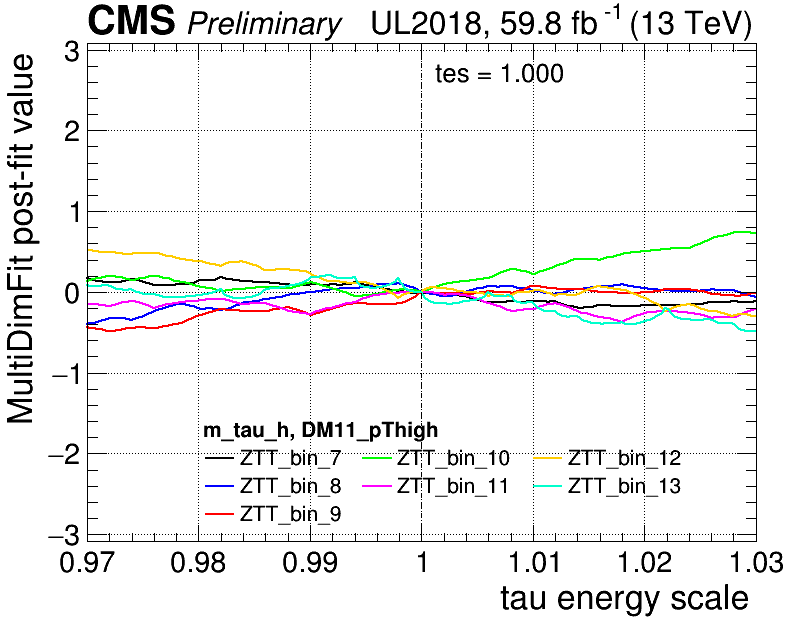 CMS Preliminary UL2018, 59.8 fb⁻¹ (13 TeV)
MultiDimFit post-fit value
tes = 1.000
3
2
1
0
−1
−2
−3
m_tau_h, DM11_pThigh
ZTT_bin_7 ZTT_bin_10 ZTT_bin_12
ZTT_bin_8 ZTT_bin_11 ZTT_bin_13
ZTT_bin_9
0.97 0.98 0.99 1 1.01 1.02 1.03
tau energy scale